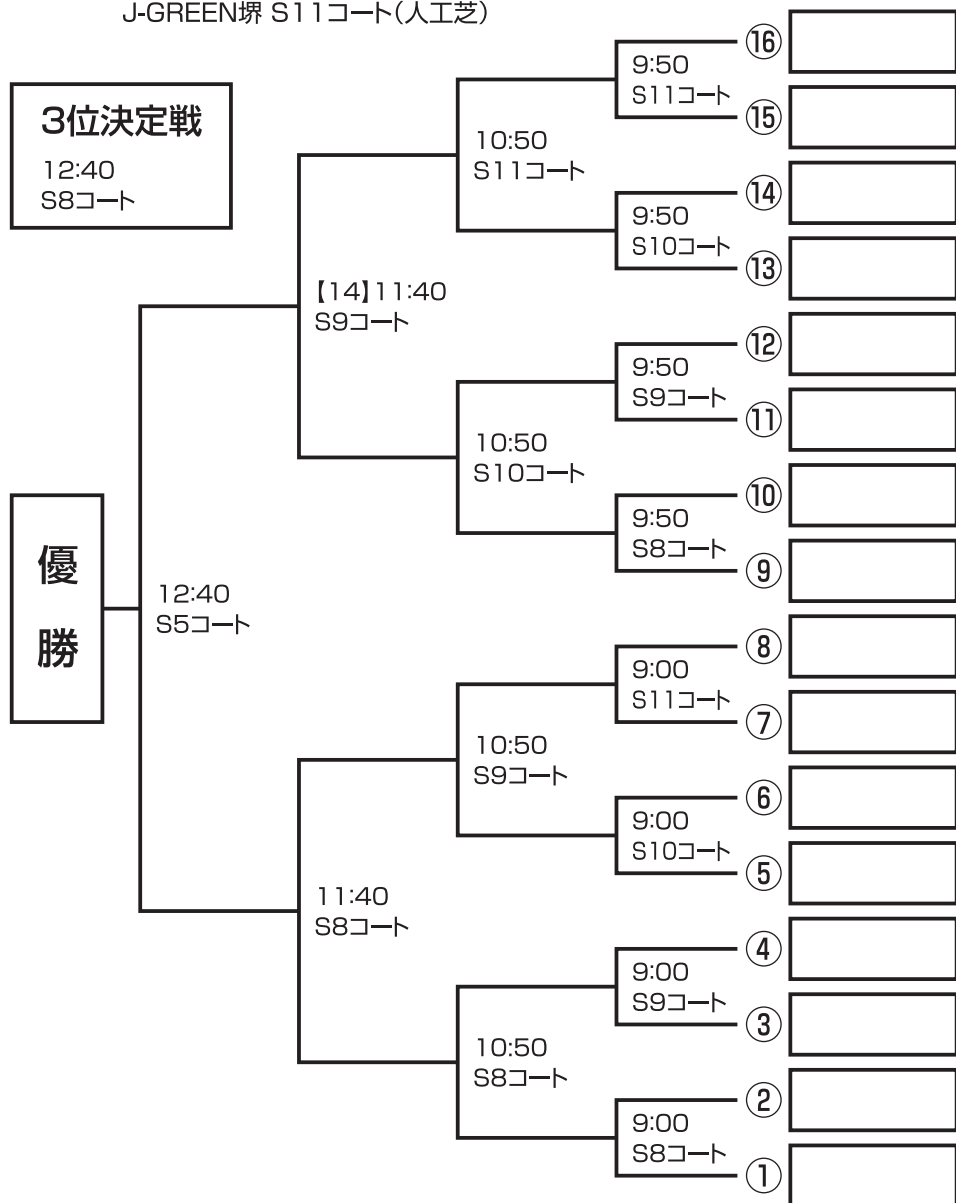 J-GREEN堺 S11コート(人工芝)
3位決定戦
12:40
S8コート
優
勝
12:40
S5コート
【14】11:40
S9コート
11:40
S8コート
10:50
S11コート
10:50
S10コート
10:50
S9コート
10:50
S8コート
9:50
S11コート
9:50
S10コート
9:50
S9コート
9:50
S8コート
9:00
S11コート
9:00
S10コート
9:00
S9コート
9:00
S8コート
⑯
⑮
⑭
⑬
⑫
⑪
⑩
⑨
⑧
⑦
⑥
⑤
④
③
②
①